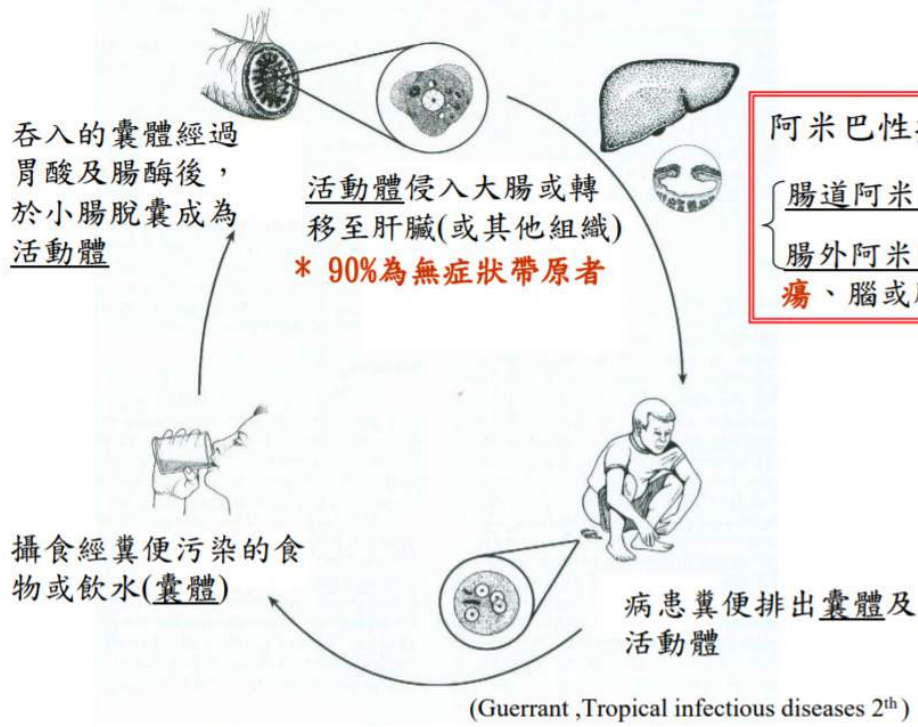 吞入的囊體經過
胃酸及腸酶後，
於小腸脫囊成為
活動體
活動體侵入大腸或轉
移至肝臟(或其他組織)
* 90%為無症狀帶原者
阿米巴性
腸道阿米
腸外阿米
瘍、腦或
攝食經糞便污染的食
物或飲水(囊體)
病患糞便排出囊體及
活動體
(Guerrant ,Tropical infectious diseases 2th)